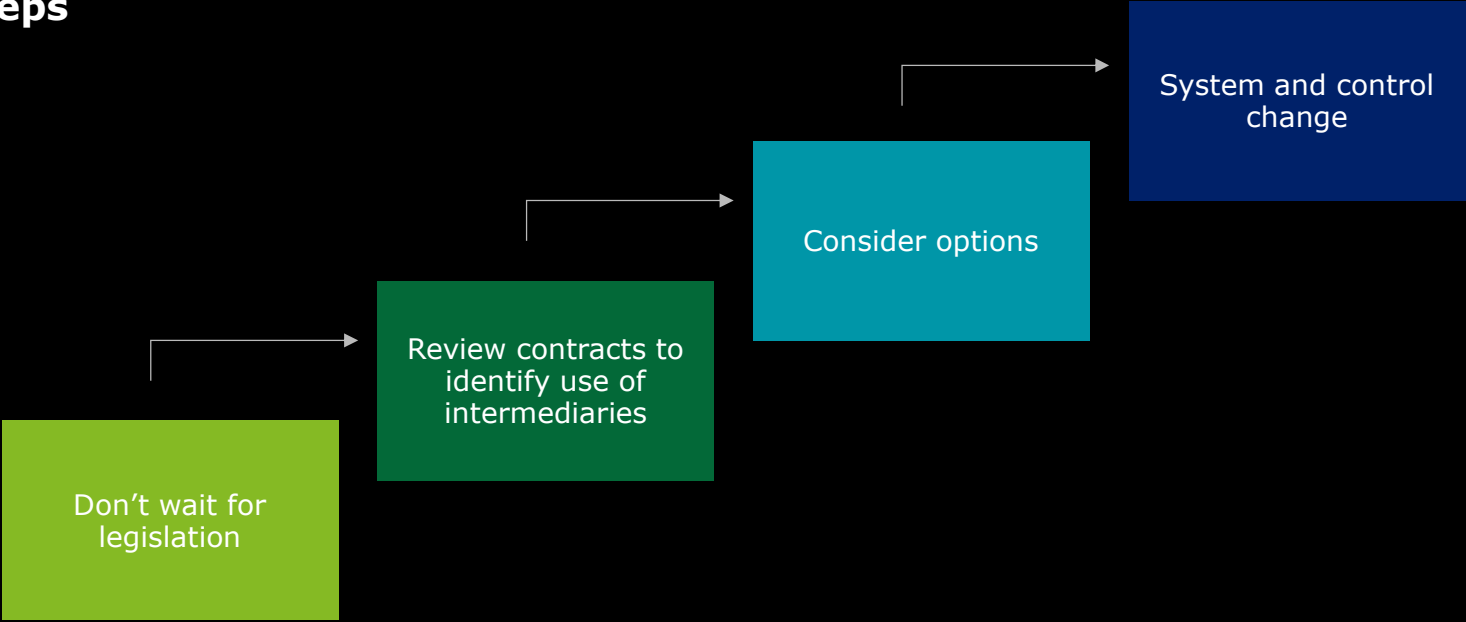 eps
Don’t wait for
legislation
Review contracts to
identify use of
intermediaries
Consider options
System and control
change